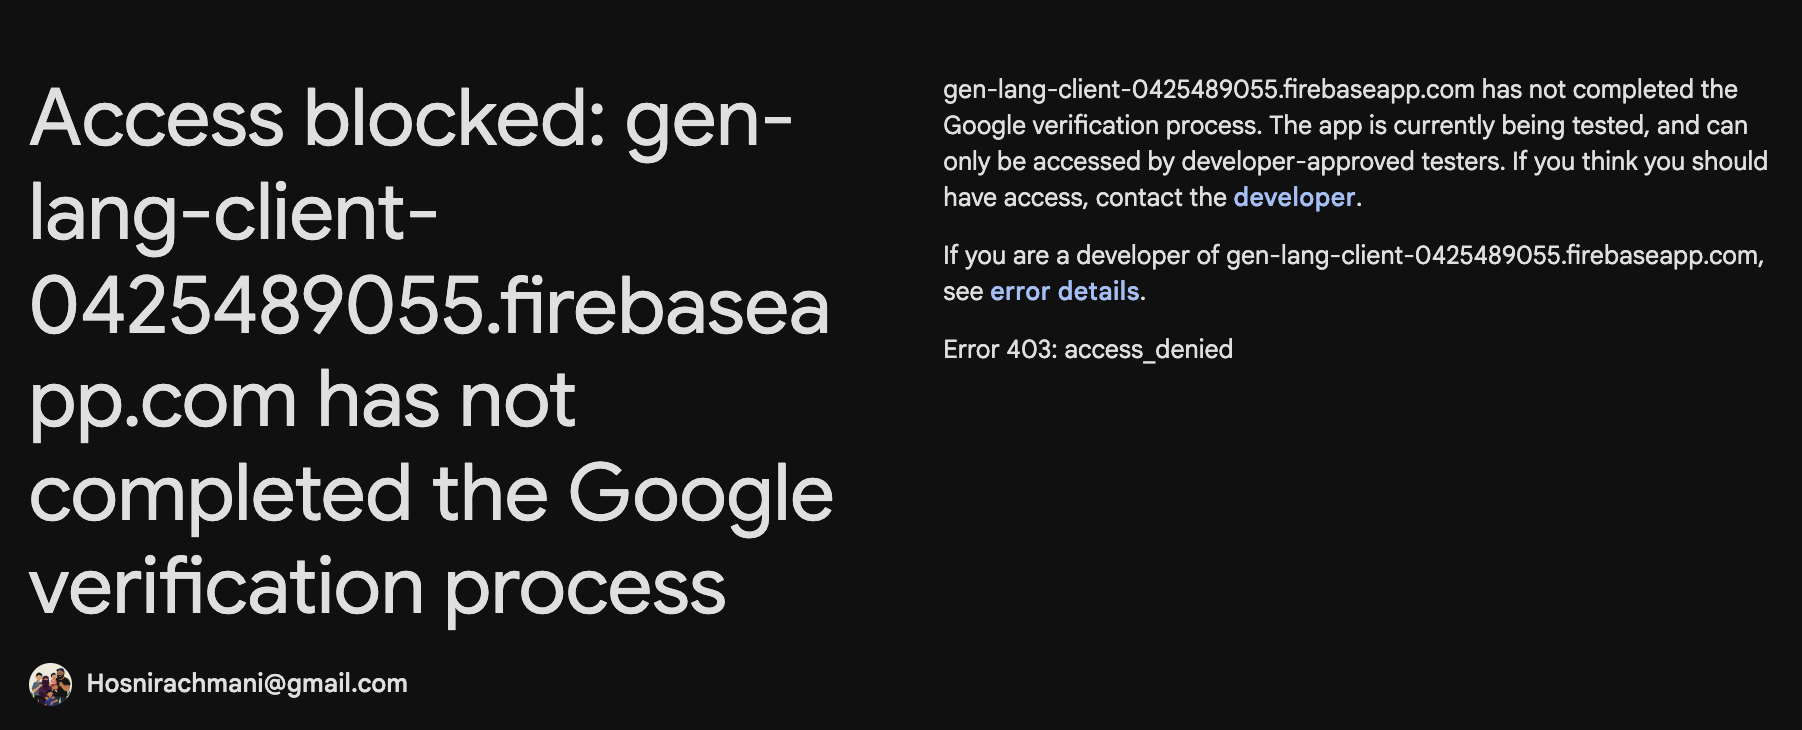 Access blocked: gen-
lang-client-
0425489055.firebasea
pp.com has not
completed the Google
verification process
Hosnirachmani@gmail.com
gen-lang-client-0425489055.firebaseapp.com has not completed the
Google verification process. The app is currently being tested, and can
only be accessed by developer-approved testers. If you think you should
have access, contact the developer.
If you are a developer of gen-lang-client-0425489055.firebaseapp.com,
see error details.
Error 403: access_denied